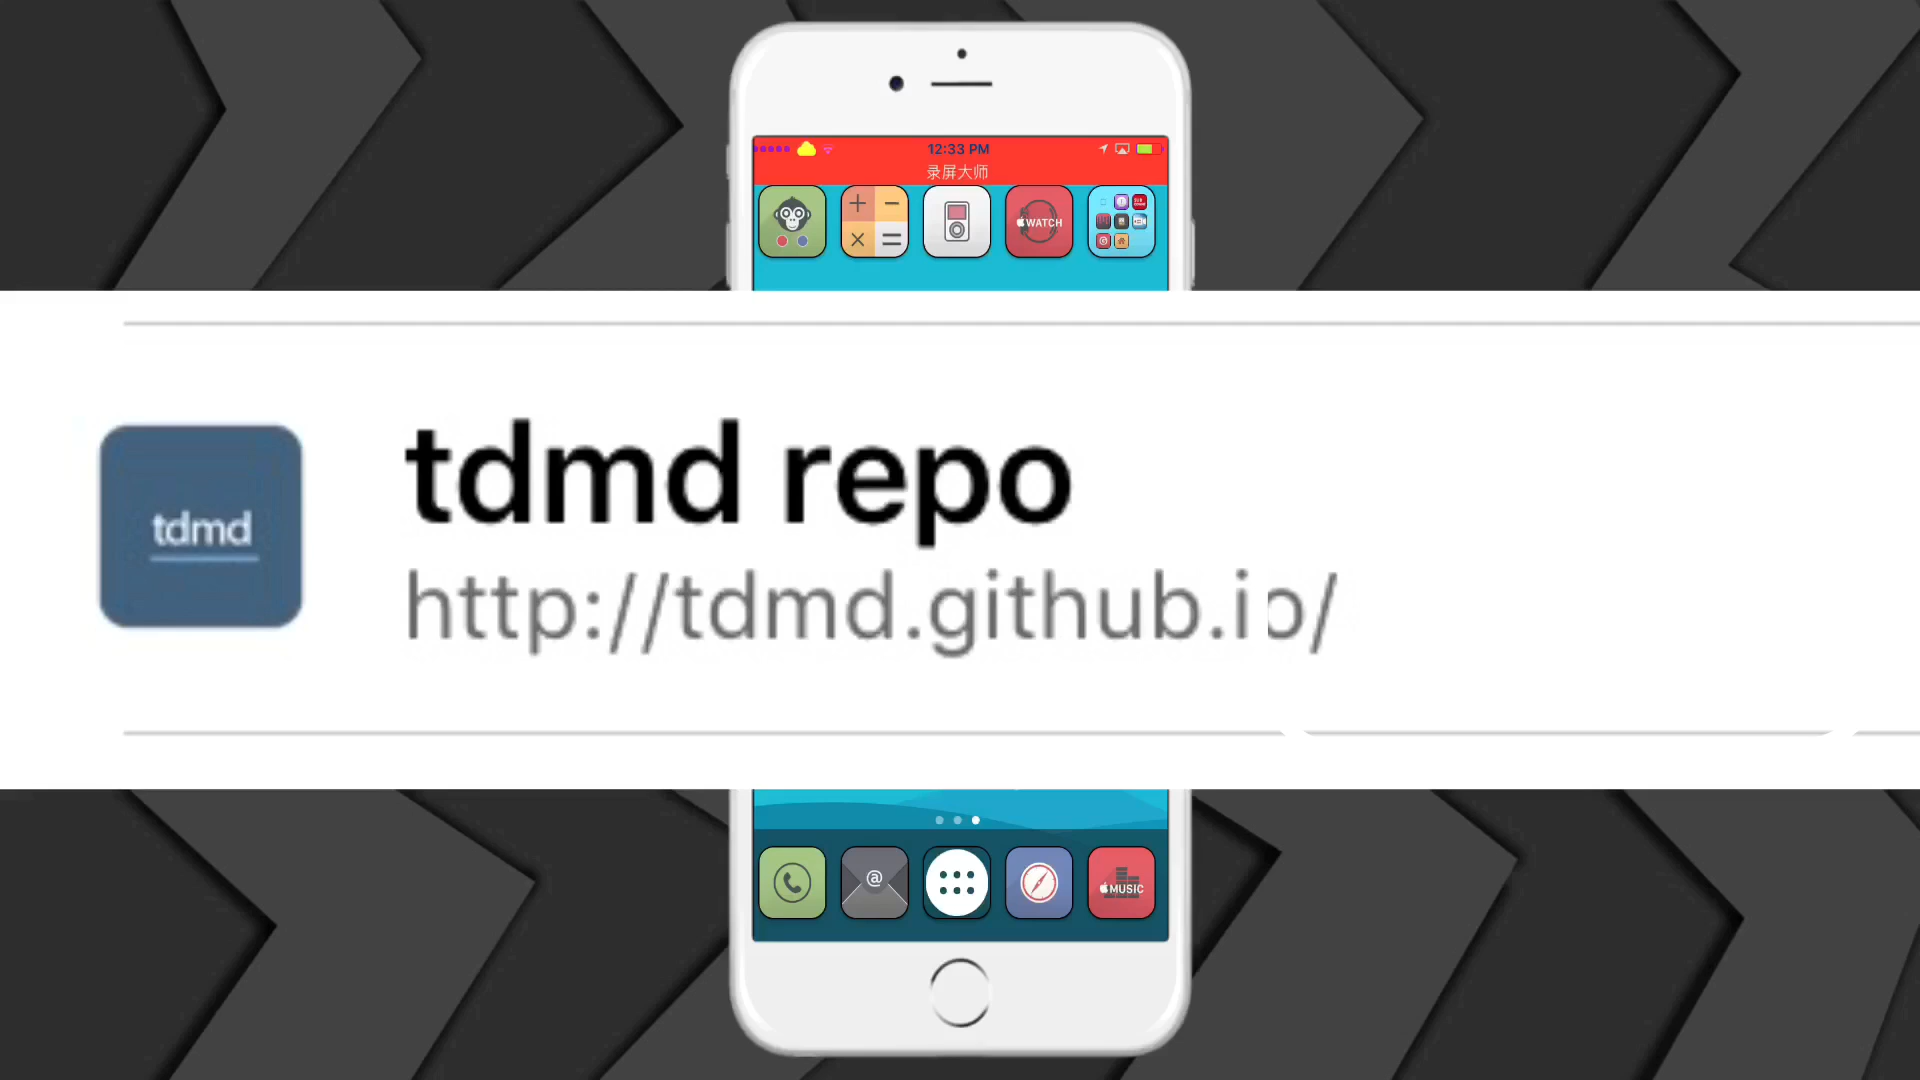 12:33 PM
录屏大师
WATCH
tdmd
tdmd repo
http://tdmd.github.io/
@
MUSIC